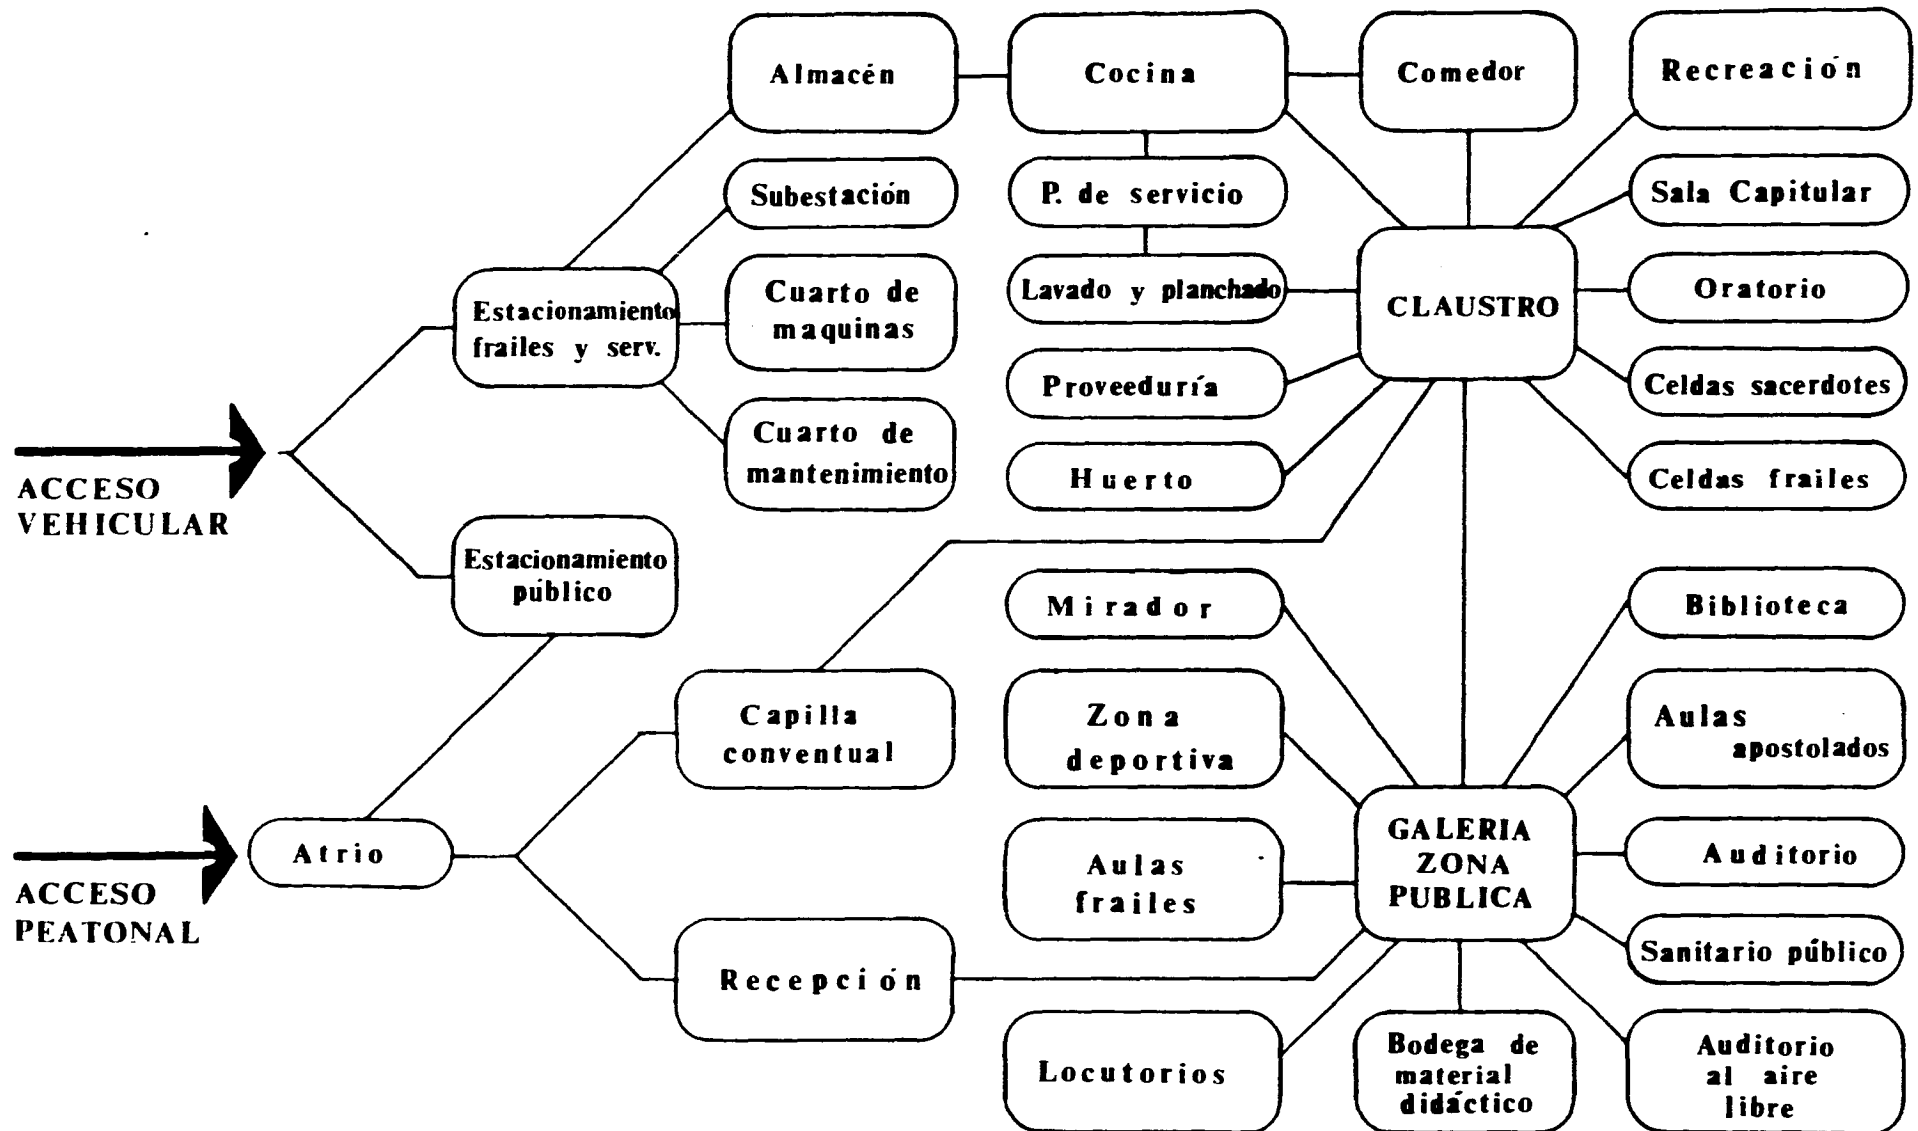 Almacén
Cocina
Comedor
Recreación
Subestación
P. de servicio
Sala Capitular
Estacionamiento
frailes y serv.
Cuarto de
maquinas
Lavado y planchado
CLAUSTRO
Oratorio
Proveeduría
Celdas sacerdotes
Cuarto de
mantenimiento
Huerto
Celdas frailes
ACCESO
VEHICULAR
Estacionamiento
público
Mirador
Biblioteca
Capilla
conventual
Zona
deportiva
Aulas
apostolados
ACCESO
PEATONAL
Atrio
Aulas
frailes
GALERIA
ZONA
PUBLICA
Auditorio
Sanitario público
Recepción
Locutorios
Bodega de
material
didáctico
Auditorio
al aire
libre